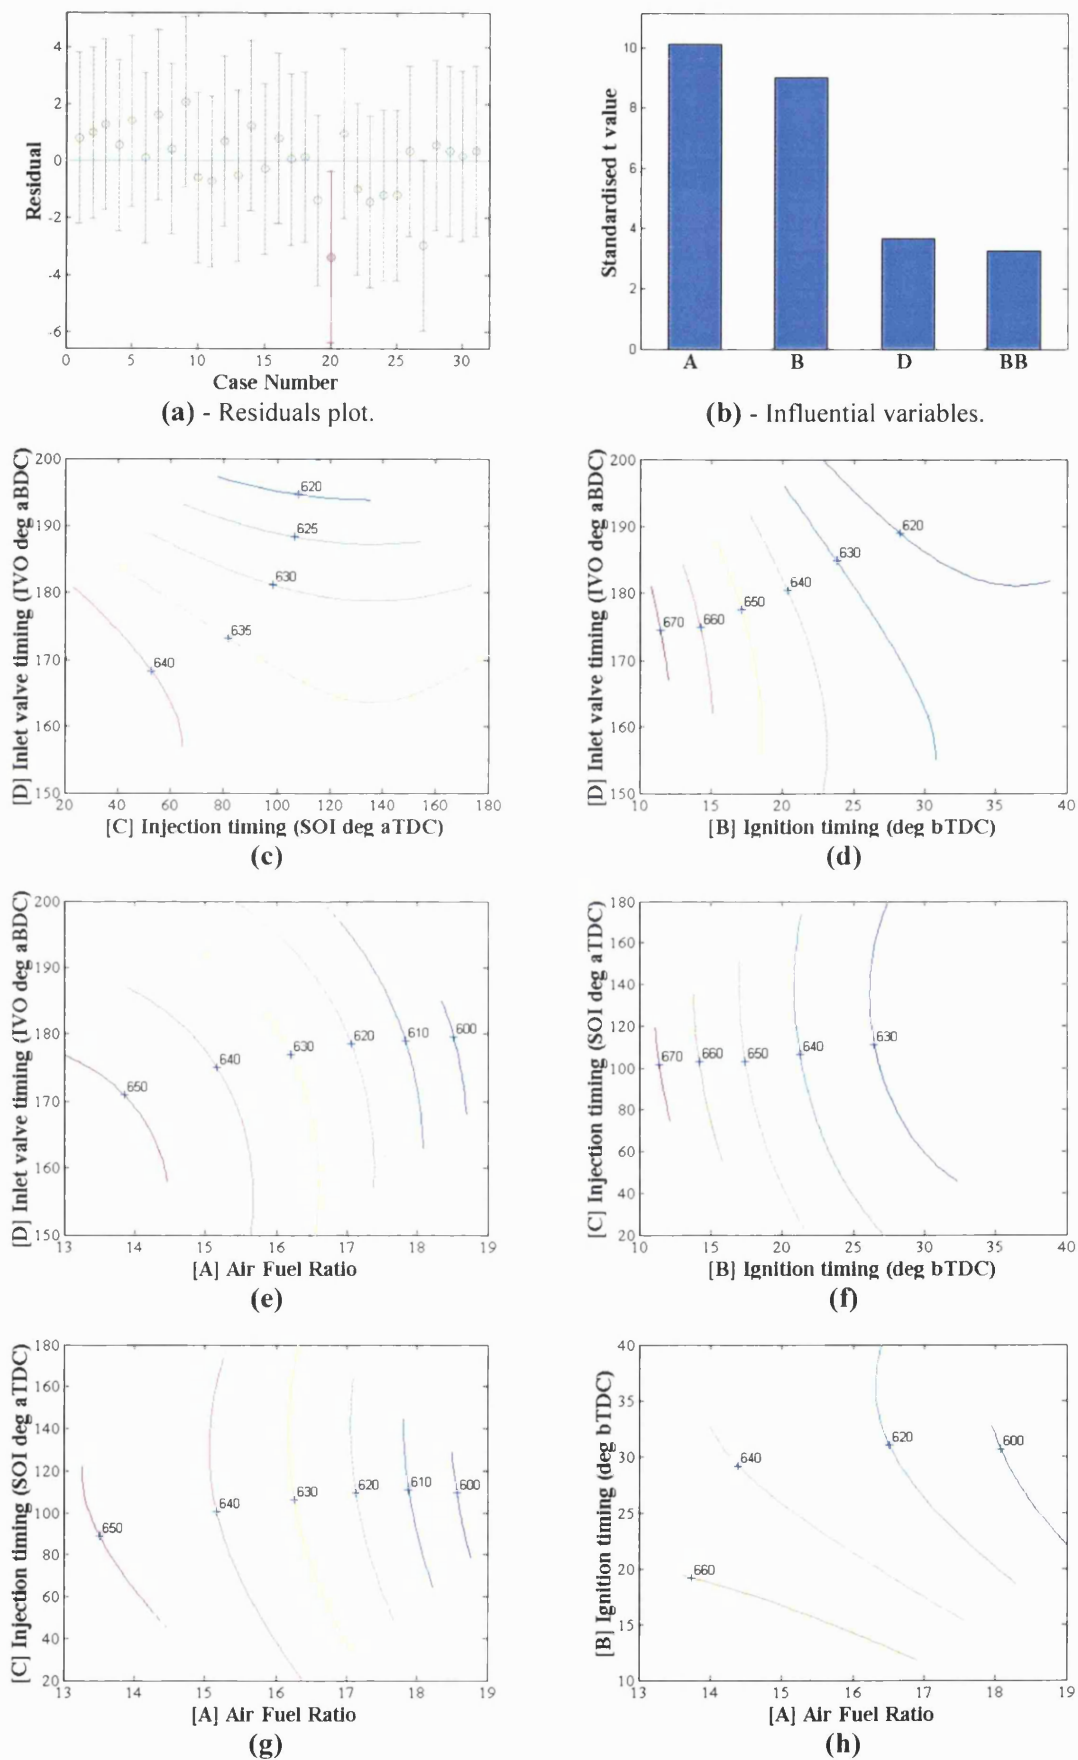 4
2
0
-2
-4
-6
Residual
0 5 10 15 20 25 30
Case Number
(a) - Residuals plot.
10
8
6
4
2
0
Standardised t value
A B D BB
(b) - Influential variables.
[D] Inlet valve timing (IVO deg aBDC)
200
190
180
170
160
150
620
625
630
635
640
20 40 60 80 100 120 140 160 180
[C] Injection timing (SOI deg aTDC)
(c)
[D] Inlet valve timing (IVO deg aBDC)
200
190
180
170
160
150
620
630
640
650
660
670
10 15 20 25 30 35 40
[B] Ignition timing (deg bTDC)
(d)
[D] Inlet valve timing (IVO deg aBDC)
200
190
180
170
160
150
650
640
630
620
610
600
13 14 15 16 17 18 19
[A] Air Fuel Ratio
(e)
[C] Injection timing (SOI deg aTDC)
180
160
140
120
100
80
60
40
20
670
660
650
640
630
10 15 20 25 30 35 40
[B] Ignition timing (deg bTDC)
(f)
[C] Injection timing (SOI deg aTDC)
180
160
140
120
100
80
60
40
20
650
640
630
620
610
600
13 14 15 16 17 18 19
[A] Air Fuel Ratio
(g)
[B] Ignition timing (deg bTDC)
40
35
30
25
20
15
10
620
600
640
660
13 14 15 16 17 18 19
[A] Air Fuel Ratio
(h)